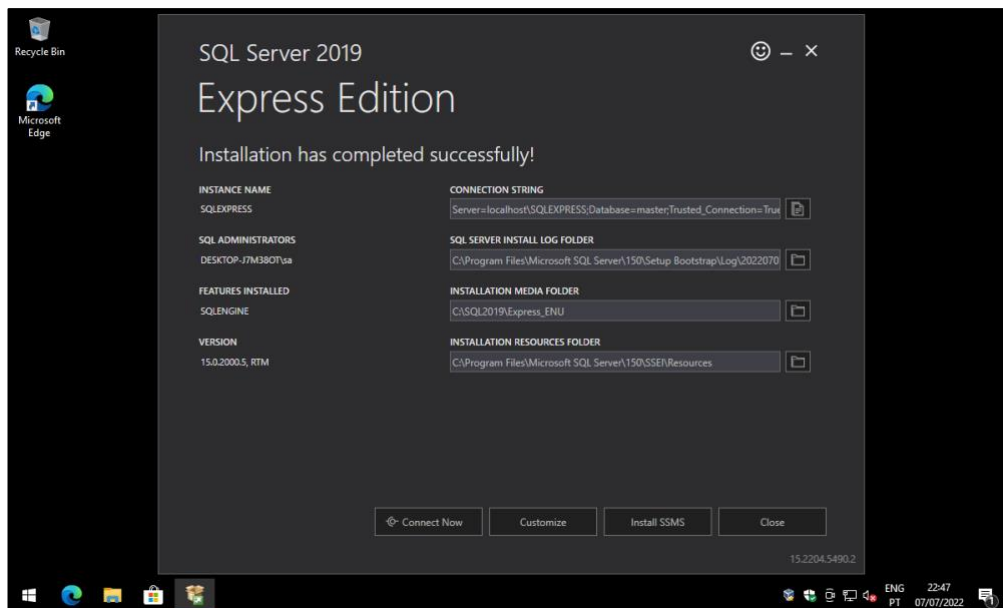 Recycle Bin
Microsoft
Edge
SQL Server 2019
Express Edition
Installation has completed successfully!
INSTANCE NAME
SQLEXPRESS
CONNECTION STRING
Server=localhost\SQLEXPRESS;Database=master;Trusted_Connection=True
SQL ADMINISTRATORS
DESKTOP-J7M38OT\sa
SQL SERVER INSTALL LOG FOLDER
C:\Program Files\Microsoft SQL Server\150\Setup Bootstrap\Log\2022070
FEATURES INSTALLED
SQLENGINE
INSTALLATION MEDIA FOLDER
C:\SQL2019\Express_ENU
VERSION
15.0.2000.5, RTM
INSTALLATION RESOURCES FOLDER
C:\Program Files\Microsoft SQL Server\150\SSEI\Resources
Connect Now
Customize
Install SSMS
Close
15.2204.5490.2
ENG
PT
22:47
07/07/2022
1